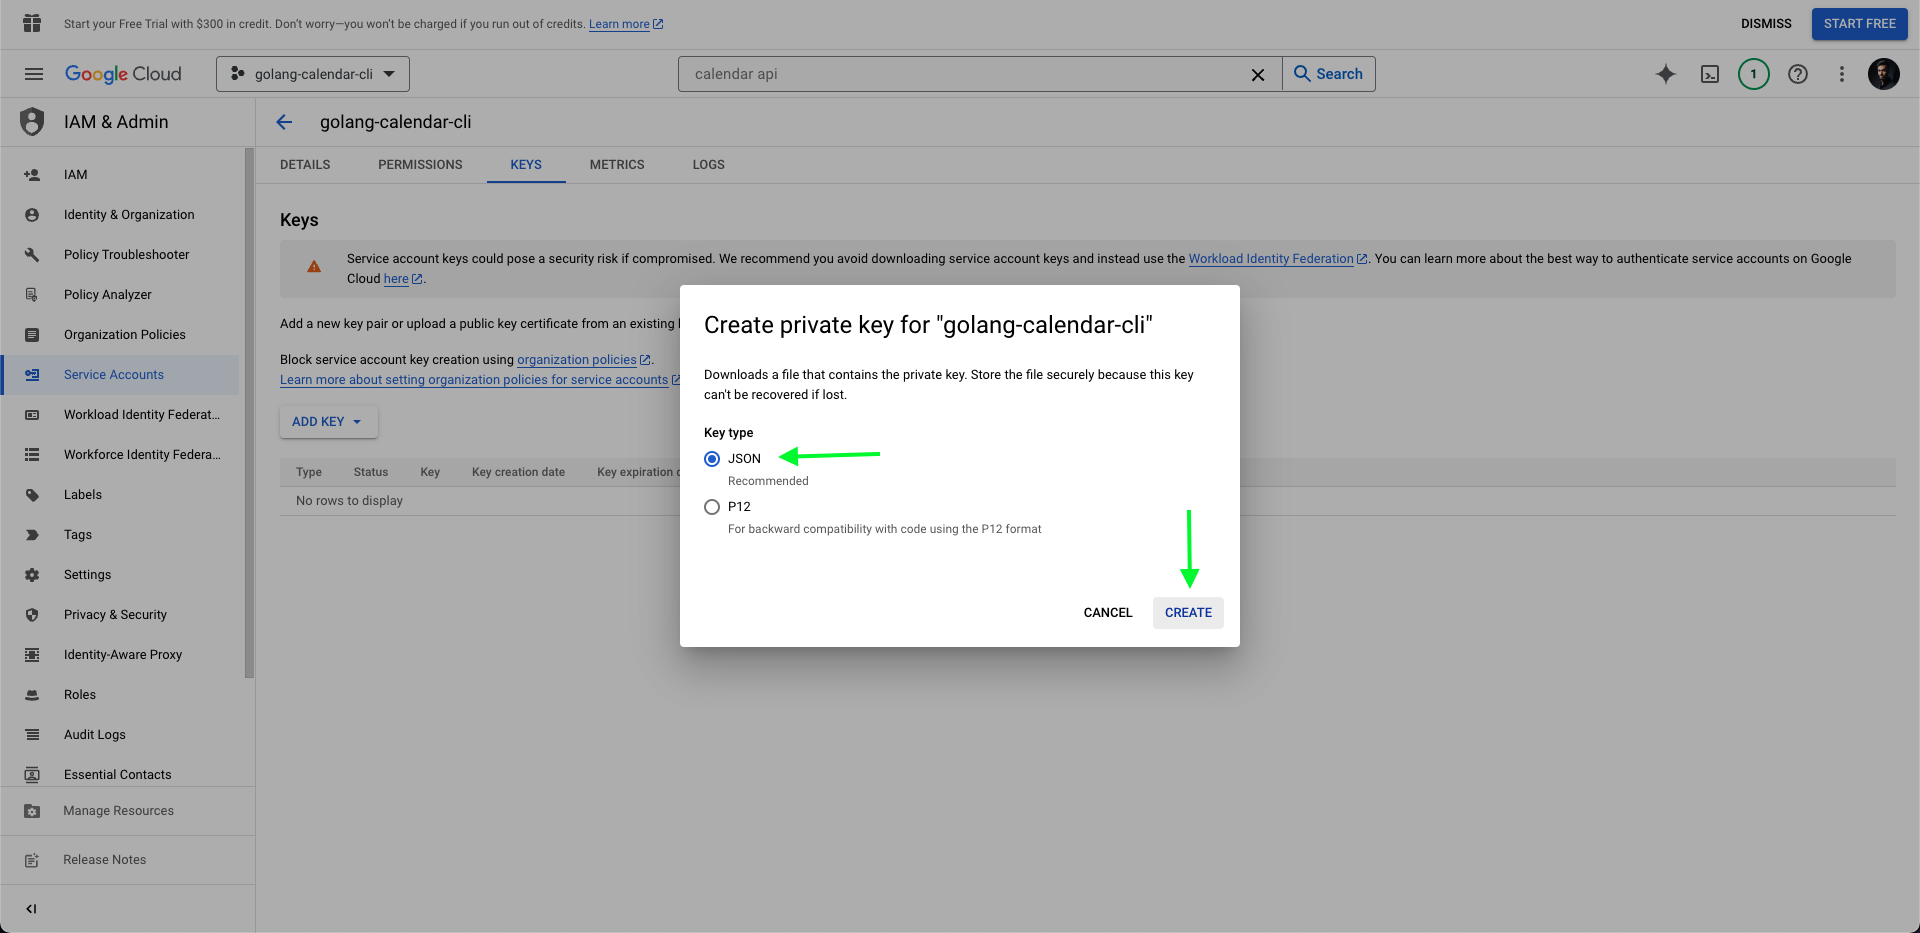 Start your Free Trial with $300 in credit. Don't worry—you won't be charged if you run out of credits. Learn more
DISMISS
START FREE
Google Cloud
golang-calendar-cli
calendar api
Search
1
IAM & Admin
golang-calendar-cli
DETAILS
PERMISSIONS
KEYS
METRICS
LOGS
IAM
Identity & Organization
Policy Troubleshooter
Policy Analyzer
Organization Policies
Service Accounts
Workload Identity Federat...
Workforce Identity Federa...
Labels
Tags
Settings
Privacy & Security
Identity-Aware Proxy
Roles
Audit Logs
Essential Contacts
Manage Resources
Release Notes
Keys
Service account keys could pose a security risk if compromised. We recommend you avoid downloading service account keys and instead use the Workload Identity Federation. You can learn more about the best way to authenticate service accounts on Google
Cloud here.
Add a new key pair or upload a public key certificate from an existing
Block service account key creation using organization policies.
Learn more about setting organization policies for service accounts
ADD KEY
Type Status Key Key creation date Key expiration
No rows to display
Create private key for "golang-calendar-cli"
Downloads a file that contains the private key. Store the file securely because this key
can't be recovered if lost.
Key type
JSON
Recommended
P12
For backward compatibility with code using the P12 format
CANCEL
CREATE